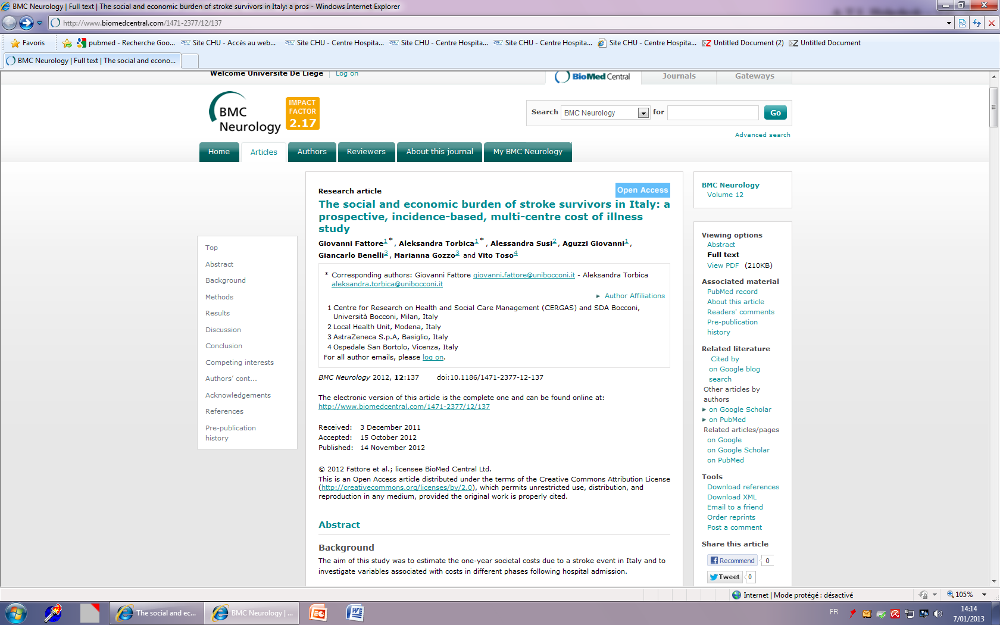 BMC Neurology | Full text | The social and economic burden of stroke survivors in Italy: a pros - Windows Internet Explorer
http://www.biomedcentral.com/1471-2377/12/137
Favoris
pubmed - Recherche Goo...
Site CHU - Accès au web...
Site CHU - Centre Hospita...
Site CHU - Centre Hospita...
Site CHU - Centre Hospita...
Site CHU - Centre Hospita...
Untitled Document (2)
Untitled Document
BMC Neurology | Full text | The social and econo...
Welcome Universite De Liege
Log on
BioMed Central
Journals
Gateways
BMC
Neurology
IMPACT
FACTOR
2.17
Search BMC Neurology for Go
Advanced search
Home
Articles
Authors
Reviewers
About this journal
My BMC Neurology
Top
Abstract
Background
Methods
Results
Discussion
Conclusion
Competing interests
Authors’ cont...
Acknowledgements
References
Pre-publication
history
Research article
Open Access
The social and economic burden of stroke survivors in Italy: a
prospective, incidence-based, multi-centre cost of illness
study
Giovanni Fattore1*, Aleksandra Torbica1*, Alessandra Susi2, Aguzzi Giovanni1,
Giancarlo Benelli3, Marianna Gozzo3 and Vito Toso4
* Corresponding authors: Giovanni Fattore giovanni.fattore@unibocconi.it - Aleksandra Torbica
aleksandra.torbica@unibocconi.it
Author Affiliations
1 Centre for Research on Health and Social Care Management (CERGAS) and SDA Bocconi,
Università Bocconi, Milan, Italy
2 Local Health Unit, Modena, Italy
3 AstraZeneca S.p.A, Basiglio, Italy
4 Ospedale San Bortolo, Vicenza, Italy
For all author emails, please log on.
BMC Neurology 2012, 12:137 doi:10.1186/1471-2377-12-137
The electronic version of this article is the complete one and can be found online at:
http://www.biomedcentral.com/1471-2377/12/137
Received: 3 December 2011
Accepted: 15 October 2012
Published: 14 November 2012
© 2012 Fattore et al.; licensee BioMed Central Ltd.
This is an Open Access article distributed under the terms of the Creative Commons Attribution License
(http://creativecommons.org/licenses/by/2.0), which permits unrestricted use, distribution, and
reproduction in any medium, provided the original work is properly cited.
Abstract
Background
The aim of this study was to estimate the one-year societal costs due to a stroke event in Italy and to
investigate variables associated with costs in different phases following hospital admission.
BMC Neurology
Volume 12
Viewing options
Abstract
Full text
View PDF (210KB)
Associated material
PubMed record
About this article
Readers' comments
Pre-publication
history
Related literature
Cited by
on Google blog
search
Other articles by
authors
on Google Scholar
on PubMed
Related articles/pages
on Google
on Google Scholar
on PubMed
Tools
Download references
Download XML
Email to a friend
Order reprints
Post a comment
Share this article
Recommend 0
Tweet 0
Internet | Mode protégé : désactivé
105%
The social and ec...
BMC Neurology | ...
FR
14:14
7/01/2013